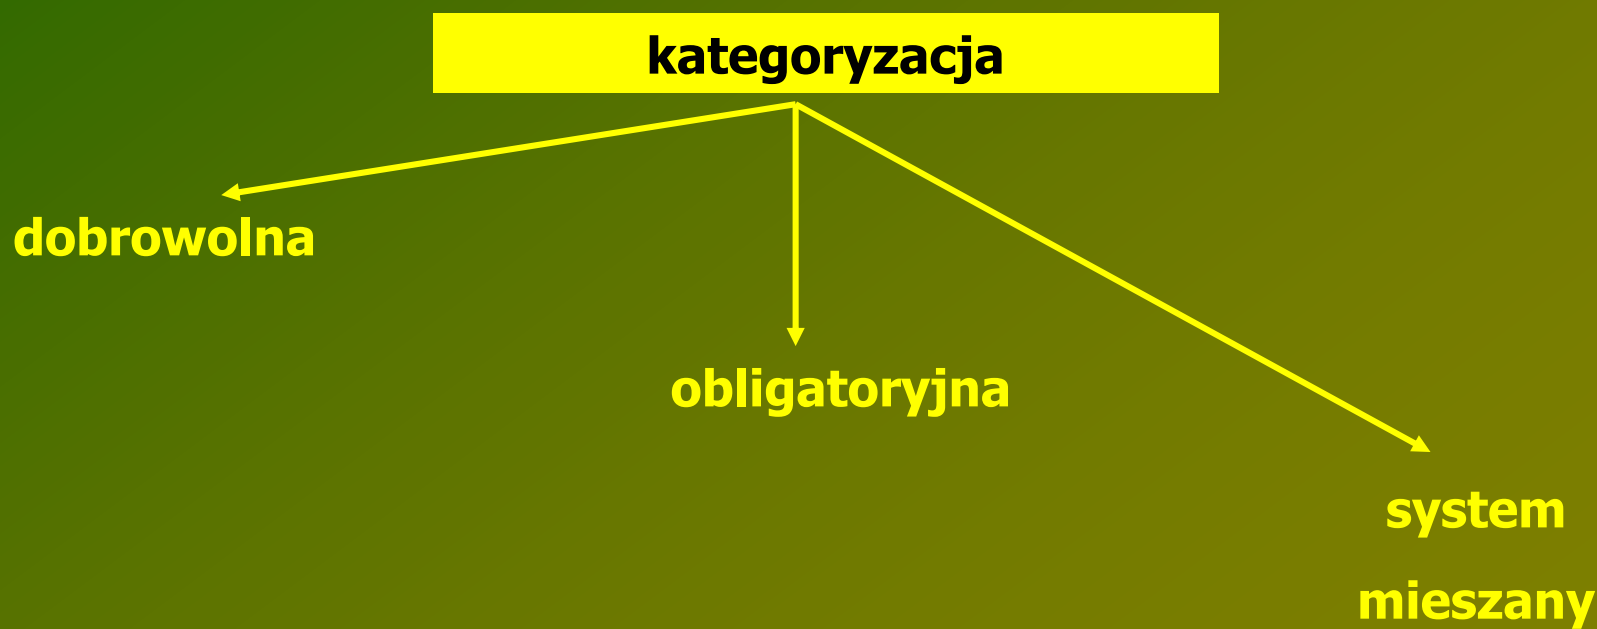 kategoryzacja
dobrowolna
obligatoryjna
system
mieszany